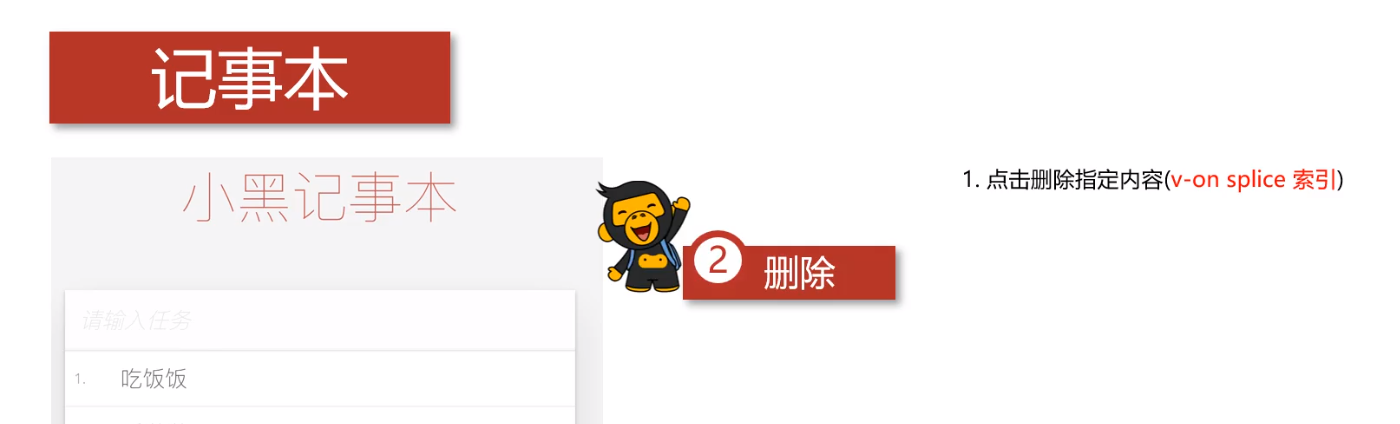 记事本
小黑记事本
请输入任务
1. 吃饭饭
2 删除
1. 点击删除指定内容(v-on splice 索引)